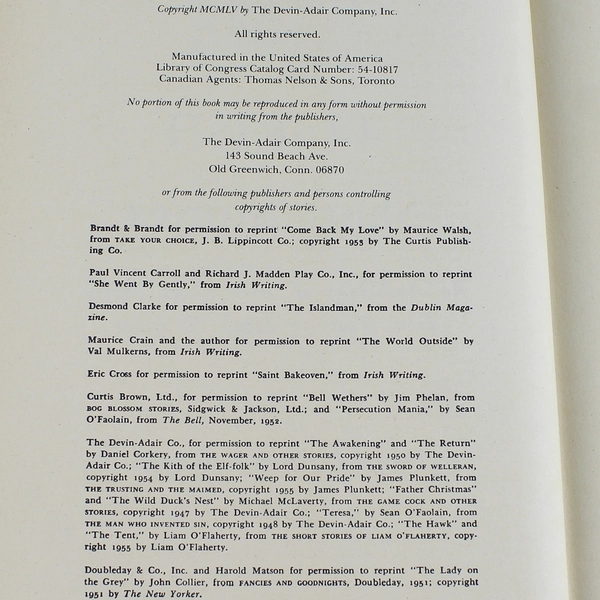 Copyright MCMLV by The Devin-Adair Company, Inc.
All rights reserved.
Manufactured in the United States of America
Library of Congress Catalog Card Number: 54-10817
Canadian Agents: Thomas Nelson & Sons, Toronto
No portion of this book may be reproduced in any form without permission
in writing from the publishers,
The Devin-Adair Company, Inc.
143 Sound Beach Ave.
Old Greenwich, Conn. 06870
or from the following publishers and persons controlling
copyrights of stories.
Brandt & Brandt for permission to reprint "Come Back My Love" by Maurice Walsh,
from TAKE YOUR CHOICE, J. B. Lippincott Co.; copyright 1953 by The Curtis Publish-
ing Co.
Paul Vincent Carroll and Richard J. Madden Play Co., Inc., for permission to reprint
"She Went By Gently," from Irish Writing.
Desmond Clarke for permission to reprint "The Islandman," from the Dublin Maga-
zine.
Maurice Crain and the author for permission to reprint "The World Outside" by
Val Mulkerns, from Irish Writing.
Eric Cross for permission to reprint "Saint Bakeoven," from Irish Writing.
Curtis Brown, Ltd., for permission to reprint "Bell Wethers" by Jim Phelan, from
BOG BLOSSOM STORIES, Sidgwick & Jackson, Ltd.; and "Persecution Mania," by Sean
O'Faolain, from The Bell, November, 1952.
The Devin-Adair Co., for permission to reprint "The Awakening" and "The Return"
by Daniel Corkery, from THE WAGER AND OTHER STORIES, copyright 1950 by The Devin-
Adair Co.; "The Kith of the Elf-folk" by Lord Dunsany, from THE SWORD OF WELLERAN,
copyright 1954 by Lord Dunsany; "Weep for Our Pride" by James Plunkett, from
THE TRUSTING AND THE MAIMED, copyright 1955 by James Plunkett; "Father Christmas"
and "The Wild Duck's Nest" by Michael McLaverty, from THE GAME COCK AND OTHER
STORIES, copyright 1947 by The Devin-Adair Co.; "Teresa," by Sean O'Faolain, from
THE MAN WHO INVENTED SIN, copyright 1948 by The Devin-Adair Co.; "The Hawk" and
"The Tent," by Liam O'Flaherty, from THE SHORT STORIES OF LIAM O'FLAHERTY, copy-
right 1955 by Liam O'Flaherty.
Doubleday & Co., Inc. and Harold Matson for permission to reprint "The Lady on
the Grey" by John Collier, from FANCIES AND GOODNIGHTS, Doubleday, 1951; copyright
1951 by The New Yorker.